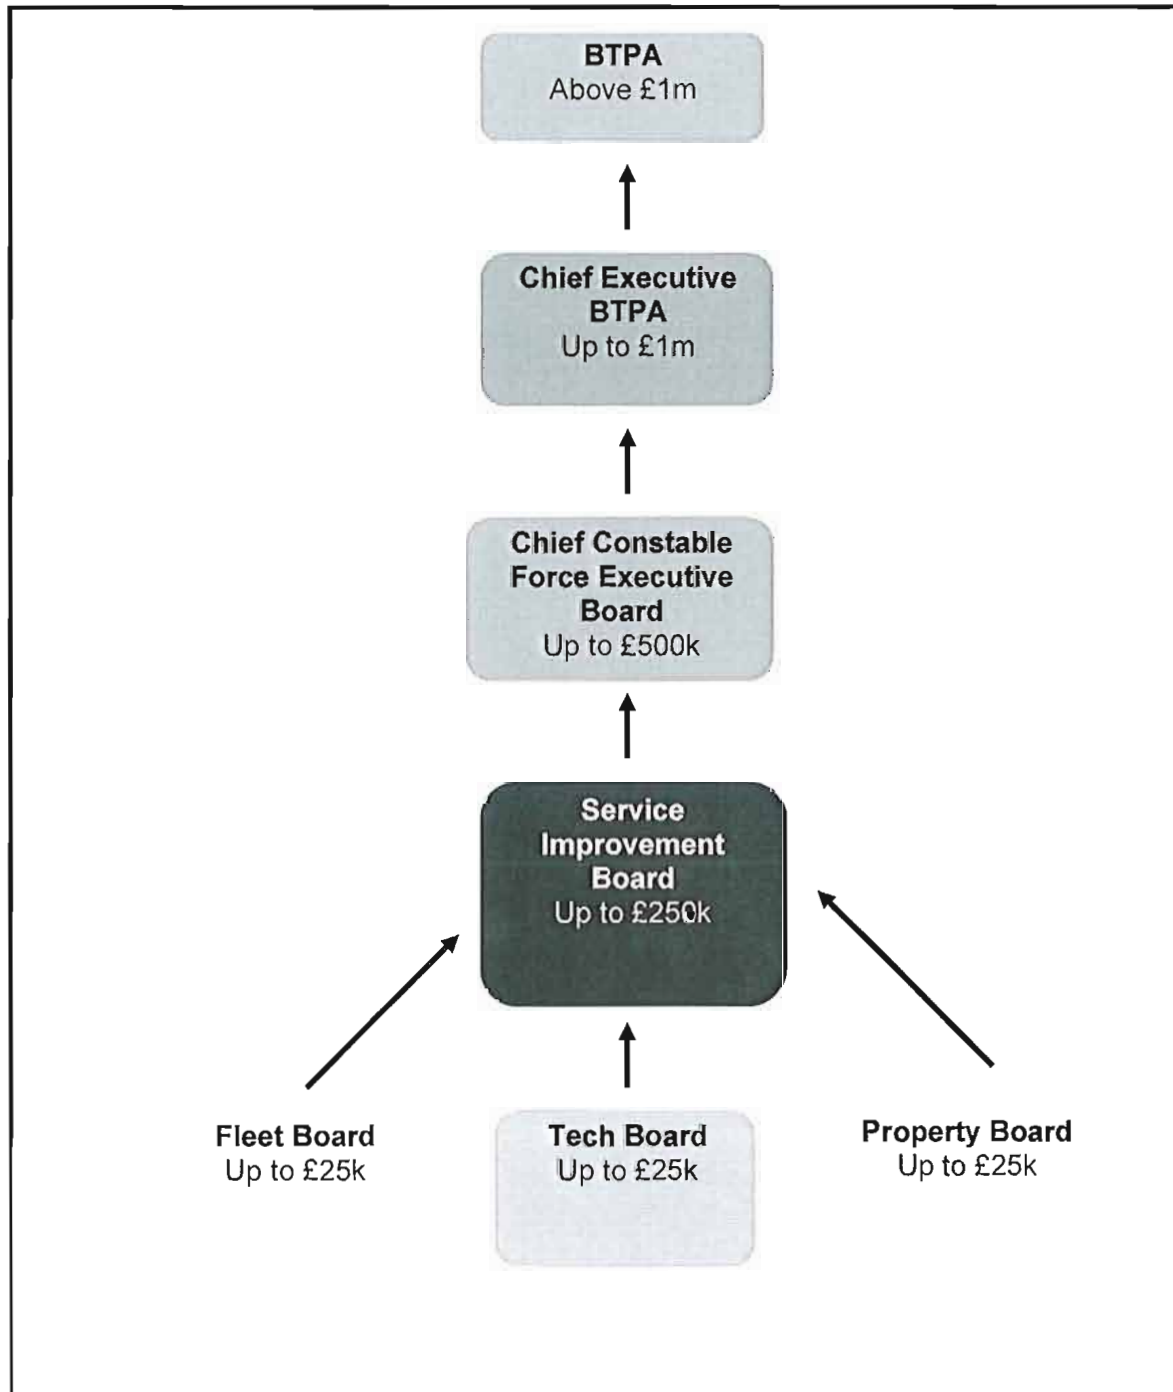 BTPA
Above £1m
Chief Executive
BTPA
Up to £1m
Chief Constable
Force Executive
Board
Up to £500k
Service
Improvement
Board
Up to £250k
Fleet Board
Up to £25k
Tech Board
Up to £25k
Property Board
Up to £25k